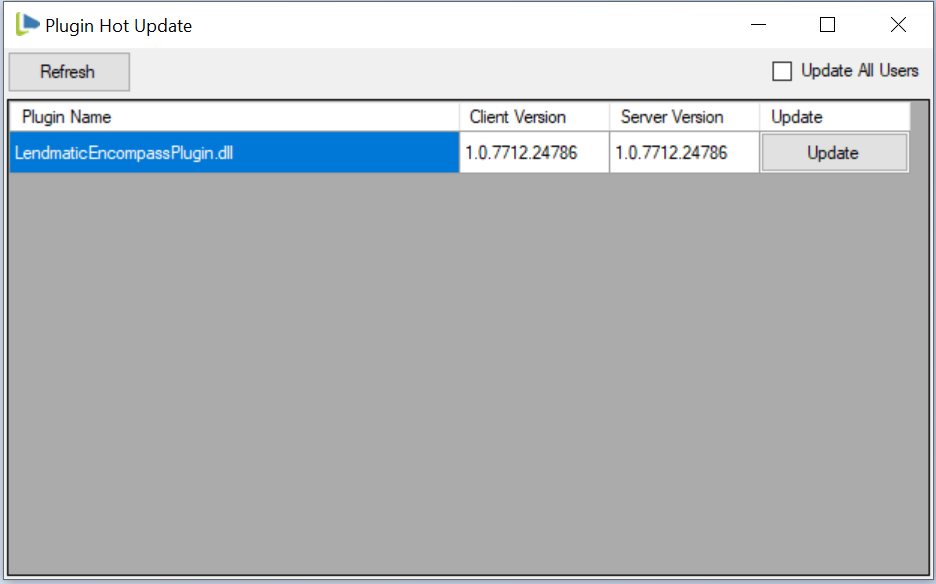 Plugin Hot Update
Refresh
Update All Users
Plugin Name Client Version Server Version Update
LendmaticEncompassPlugin.dll 1.0.7712.24786 1.0.7712.24786 Update